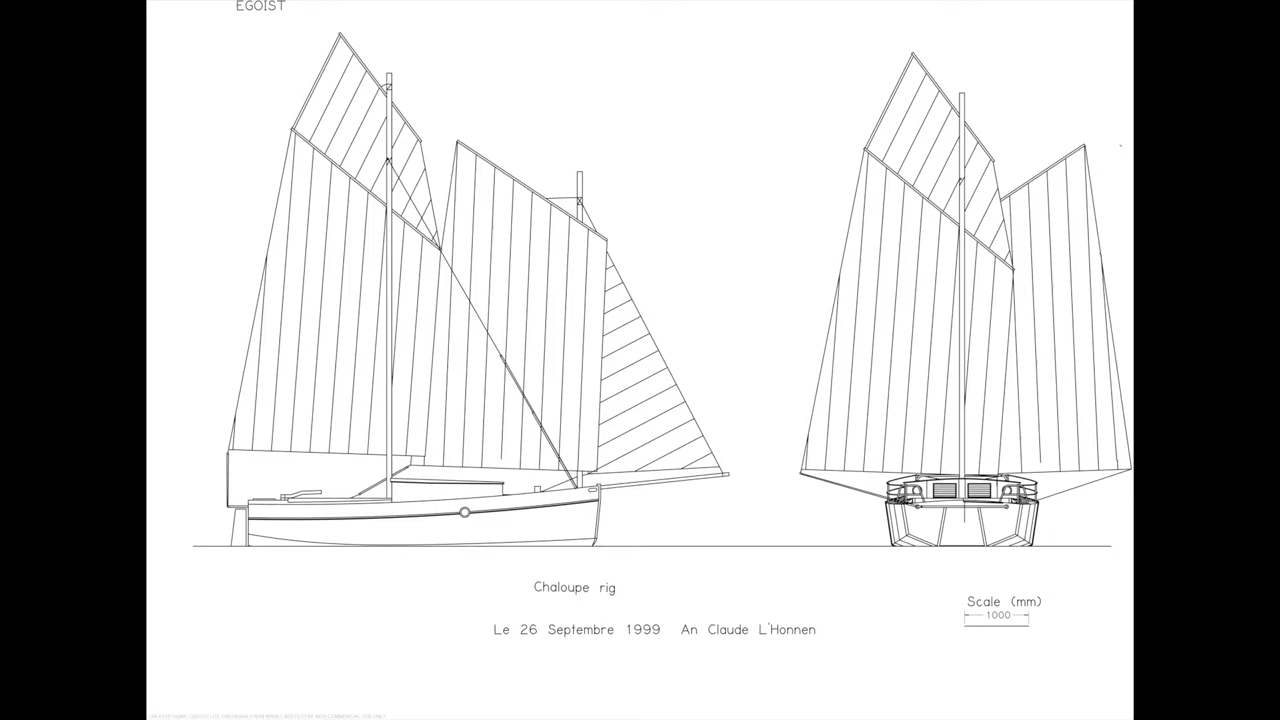 EGOIST
Chaloupe rig
Scale (mm)
1000
Le 26 Septembre 1999 An Claude L'Honnen